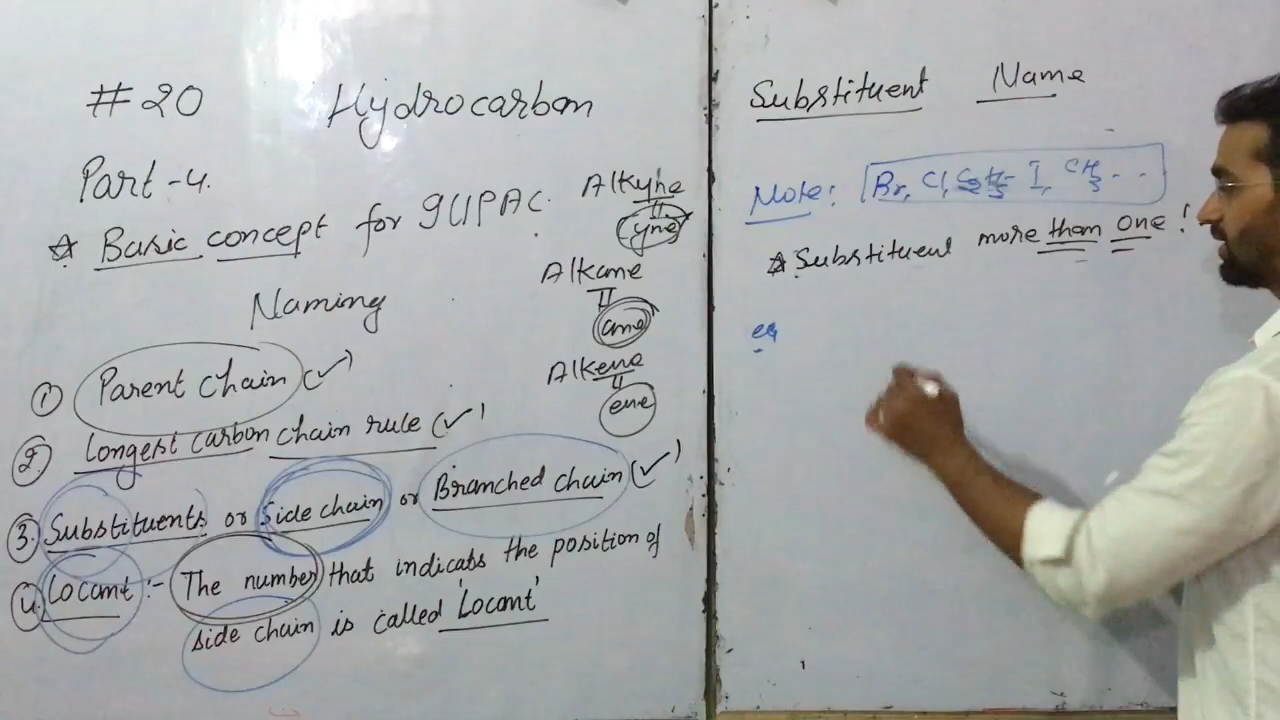 #20 Hydrocarbon
Part-4.
☆ Basic concept for IUPAC.
Naming
Alkyne
yne
Alkane
ane
Alkene
ene
① Parent chain (✓)
②. Longest carbon chain rule (✓)
③. Substituents or Side chain or Branched chain (✓)
④. Locant :- The number that indicats the position of
side chain is called 'Locant'
Substituent Name
Note: Br, Cl, C2H5- I, CH3 - -
☆ Substituent more than one !
eg